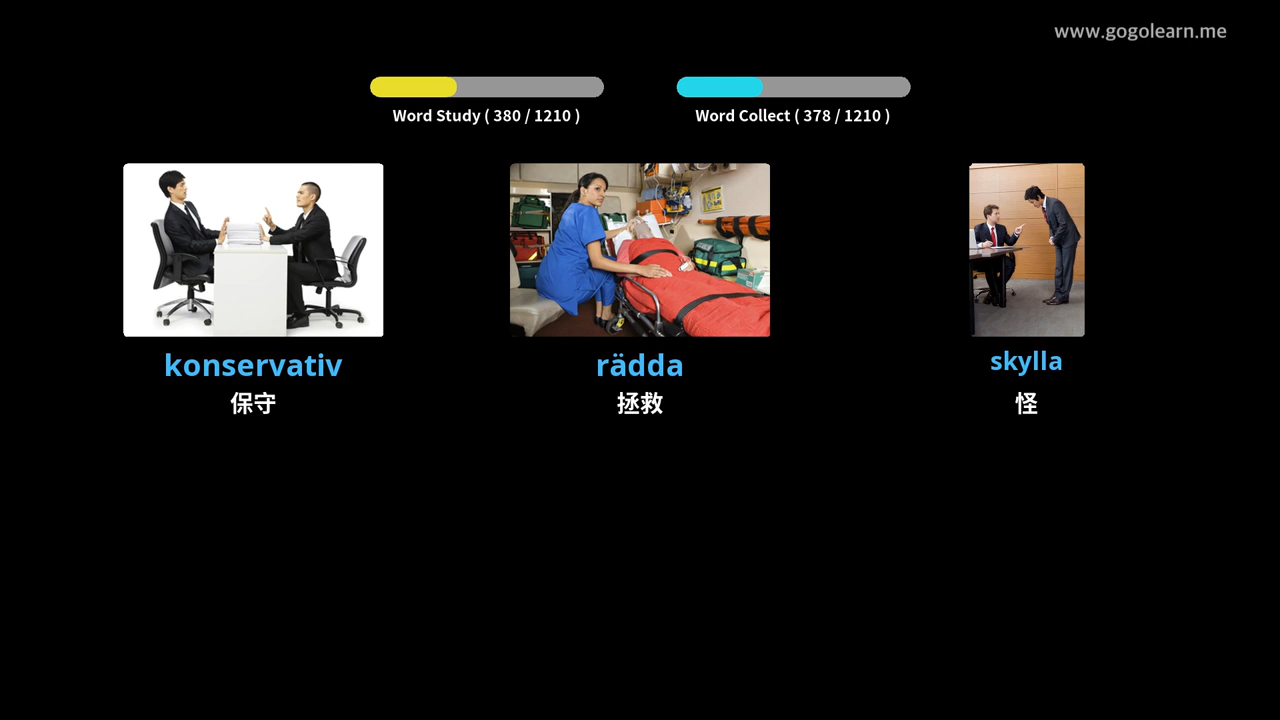 www.gogolearn.me
Word Study ( 380 / 1210 )
Word Collect ( 378 / 1210 )
konservativ
保守
rädda
拯救
skylla
怪